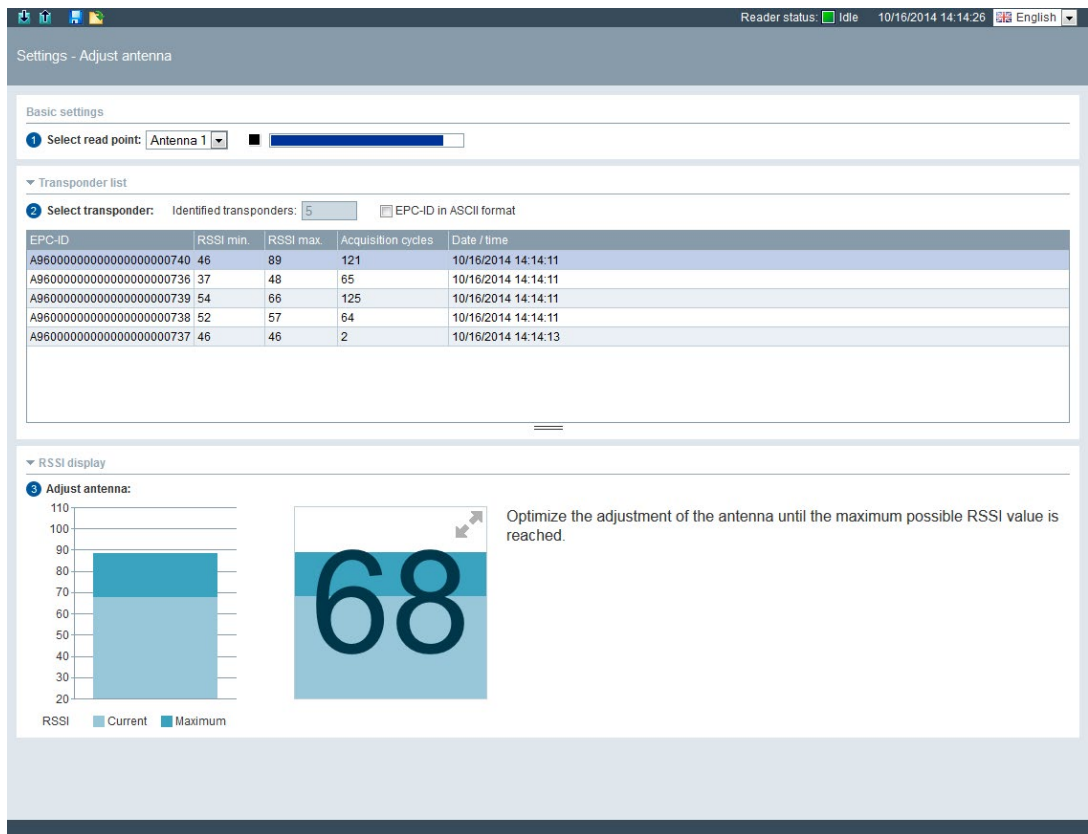 Reader status: Idle 10/16/2014 14:14:26 English
Settings - Adjust antenna
Basic settings
1 Select read point: Antenna 1
Transponder list
2 Select transponder: Identified transponders: 5 EPC-ID in ASCII format
EPC-ID RSSI min. RSSI max. Acquisition cycles Date / time
A96000000000000000000740 46 89 121 10/16/2014 14:14:11
A96000000000000000000736 37 48 65 10/16/2014 14:14:11
A96000000000000000000739 54 66 125 10/16/2014 14:14:11
A96000000000000000000738 52 57 64 10/16/2014 14:14:11
A96000000000000000000737 46 46 2 10/16/2014 14:14:13
RSSI display
3 Adjust antenna:
110
100
90
80
70
60
50
40
30
20
RSSI Current Maximum
68
Optimize the adjustment of the antenna until the maximum possible RSSI value is
reached.